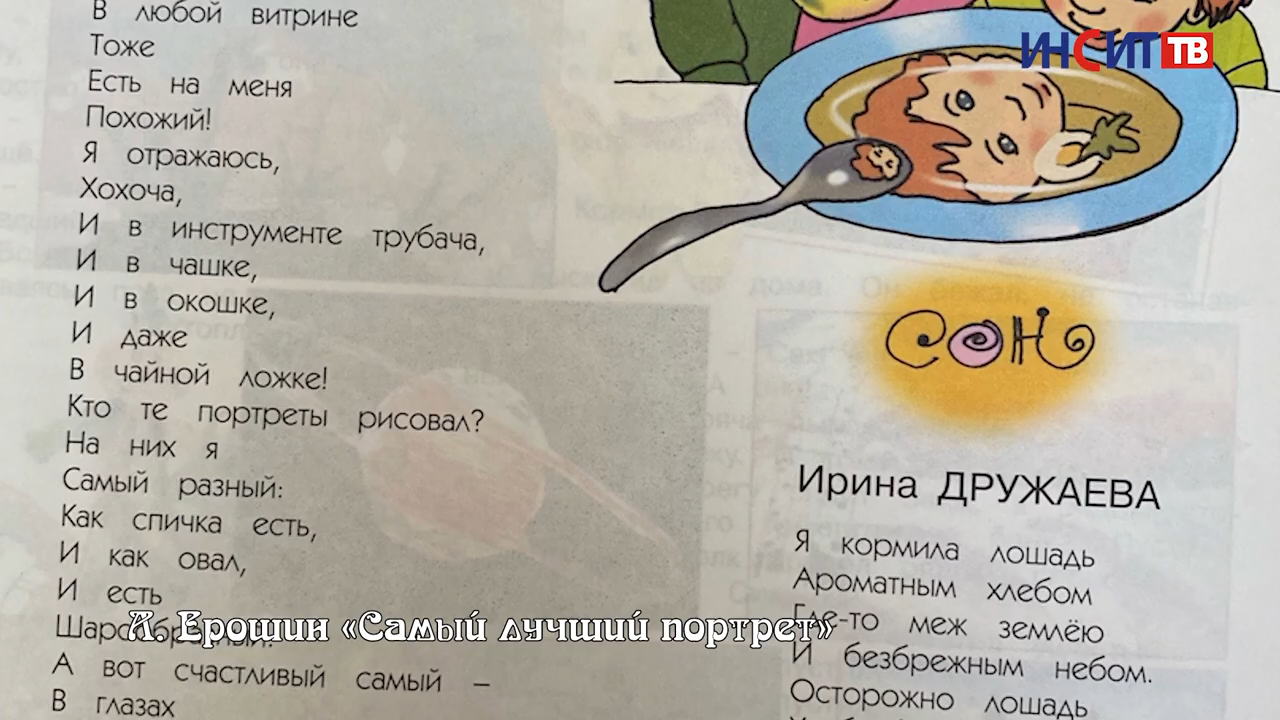 В любой витрине
Тоже
Есть на меня
Похожий!
Я отражаюсь,
Хохоча,
И в инструменте трубача,
И в чашке,
И в окошке,
И даже
В чайной ложке!
Кто те портреты рисовал?
На них я
Самый разный:
Как спичка есть,
И как овал,
И есть
Шарообразный!
А вот счастливый самый –
В глазах
ИНСИТ ТВ
СОН
Ирина ДРУЖАЕВА
Я кормила лошадь
Ароматным хлебом
Где-то меж землёю
И безбрежным небом.
Осторожно лошадь
А. Ерошин «Самый лучший портрет»